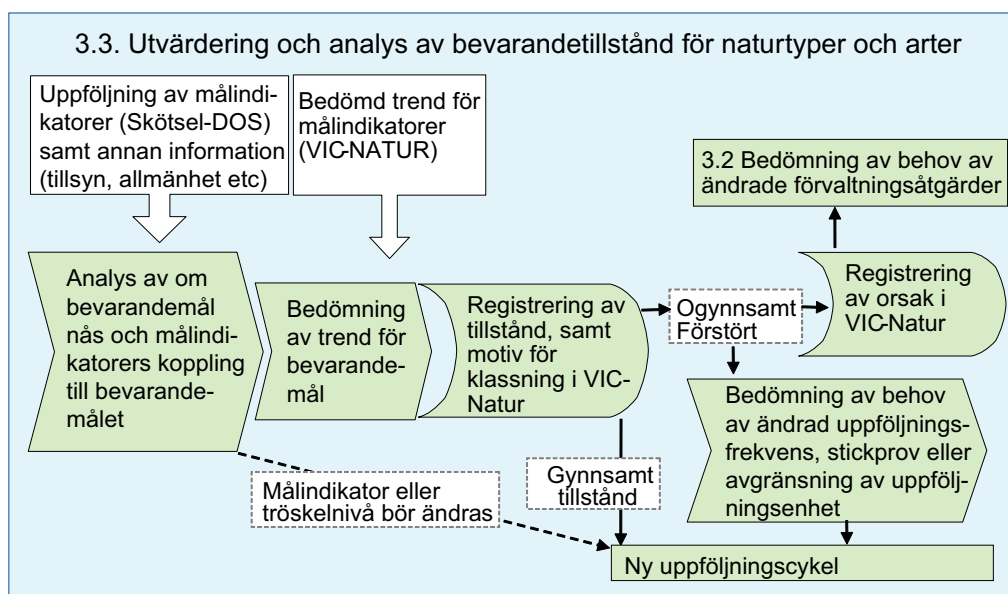 3.3. Utvärdering och analys av bevarandetillstånd för naturtyper och arter
Uppföljning av målindi-
katorer (Skötsel-DOS)
samt annan information
(tillsyn, allmänhet etc)
Bedömd trend för
målindikatorer
(VIC-NATUR)
3.2 Bedömning av behov av
ändrade förvaltningsåtgärder
Analys av om
bevarandemål
nås och målindi-
katorers koppling
till bevarande-
målet
Bedömning
av trend för
bevarande-
mål
Registrering av
tillstånd, samt
motiv för
klassning i VIC-
Natur
Ogynnsamt
Förstört
Registrering
av orsak i
VIC-Natur
Bedömning av behov
av ändrad uppföljnings-
frekvens, stickprov eller
avgränsning av uppfölj-
ningsenhet
Gynnsamt
tillstånd
Målindikator eller
tröskelnivå bör ändras
Ny uppföljningscykel